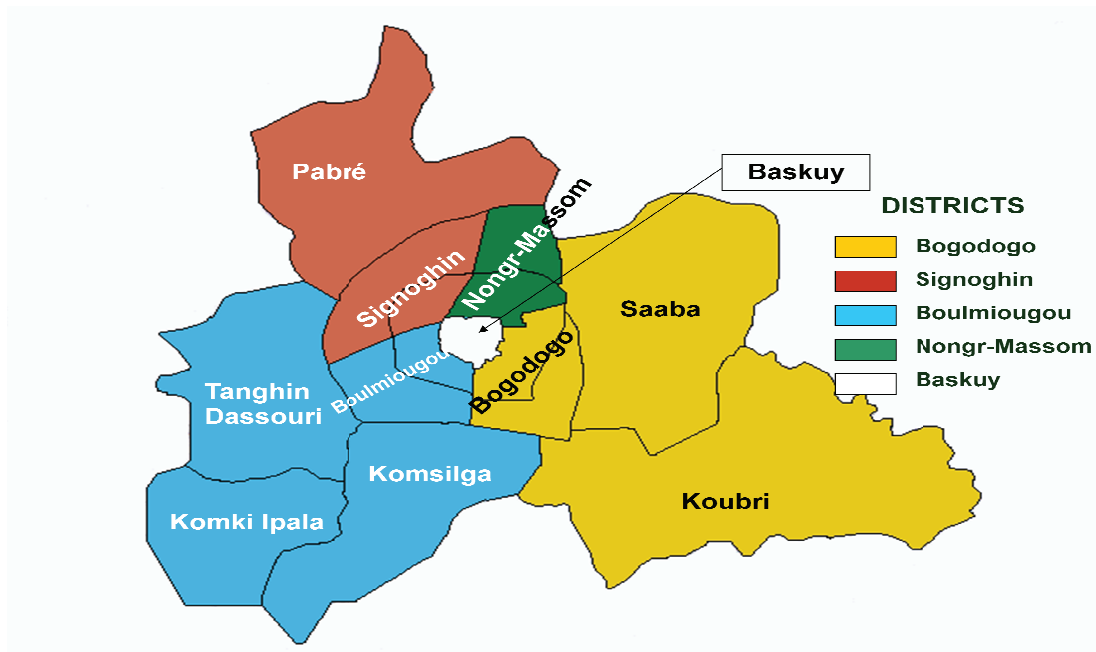 Pabré
Baskuy
Nongr-Massom
DISTRICTS
Bogodogo
Signoghin
Boulmiougou
Nongr-Massom
Baskuy
Signoghin
Saaba
Boulmiougou
Bogodogo
Tanghin
Dassouri
Komsilga
Koubri
Komki Ipala